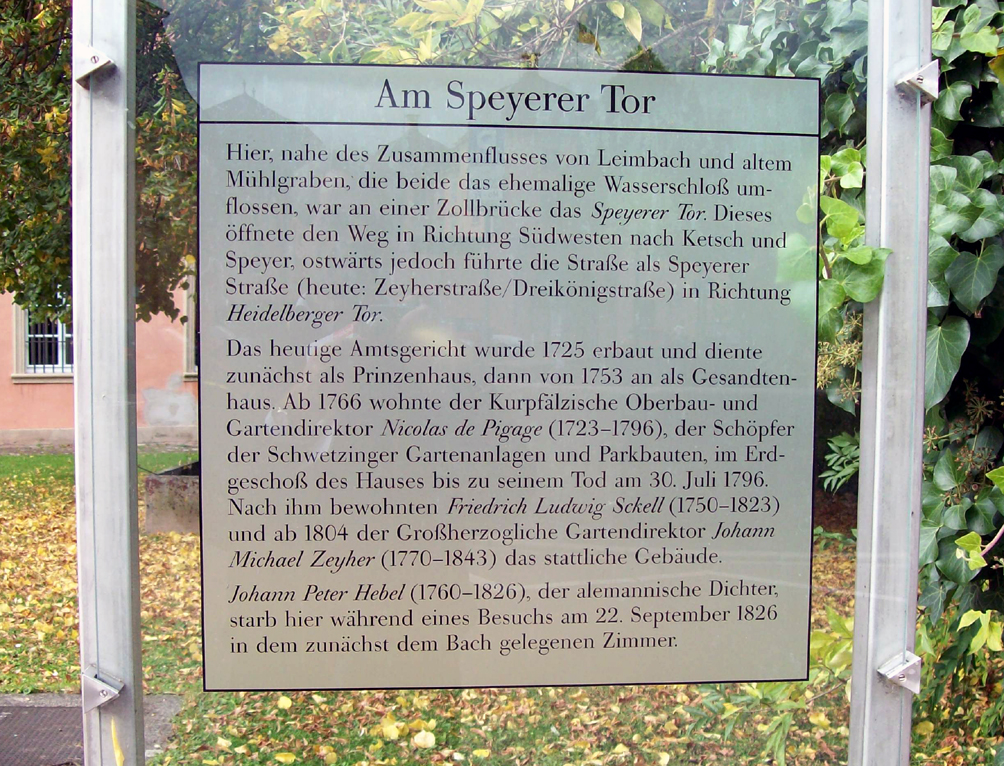 Am Speyerer Tor
Hier, nahe des Zusammenflusses von Leimbach und altem
Mühlgraben, die beide das ehemalige Wasserschloß um-
flossen, war an einer Zollbrücke das Speyerer Tor. Dieses
öffnete den Weg in Richtung Südwesten nach Ketsch und
Speyer, ostwärts jedoch führte die Straße als Speyerer
Straße (heute: Zeyherstraße/Dreikönigstraße) in Richtung
Heidelberger Tor.
Das heutige Amtsgericht wurde 1725 erbaut und diente
zunächst als Prinzenhaus, dann von 1753 an als Gesandten-
haus. Ab 1766 wohnte der Kurpfälzische Oberbau- und
Gartendirektor Nicolas de Pigage (1723–1796), der Schöpfer
der Schwetzinger Gartenanlagen und Parkbauten, im Erd-
geschoß des Hauses bis zu seinem Tod am 30. Juli 1796.
Nach ihm bewohnten Friedrich Ludwig Sckell (1750–1823)
und ab 1804 der Großherzogliche Gartendirektor Johann
Michael Zeyher (1770–1843) das stattliche Gebäude.
Johann Peter Hebel (1760–1826), der alemannische Dichter,
starb hier während eines Besuchs am 22. September 1826
in dem zunächst dem Bach gelegenen Zimmer.